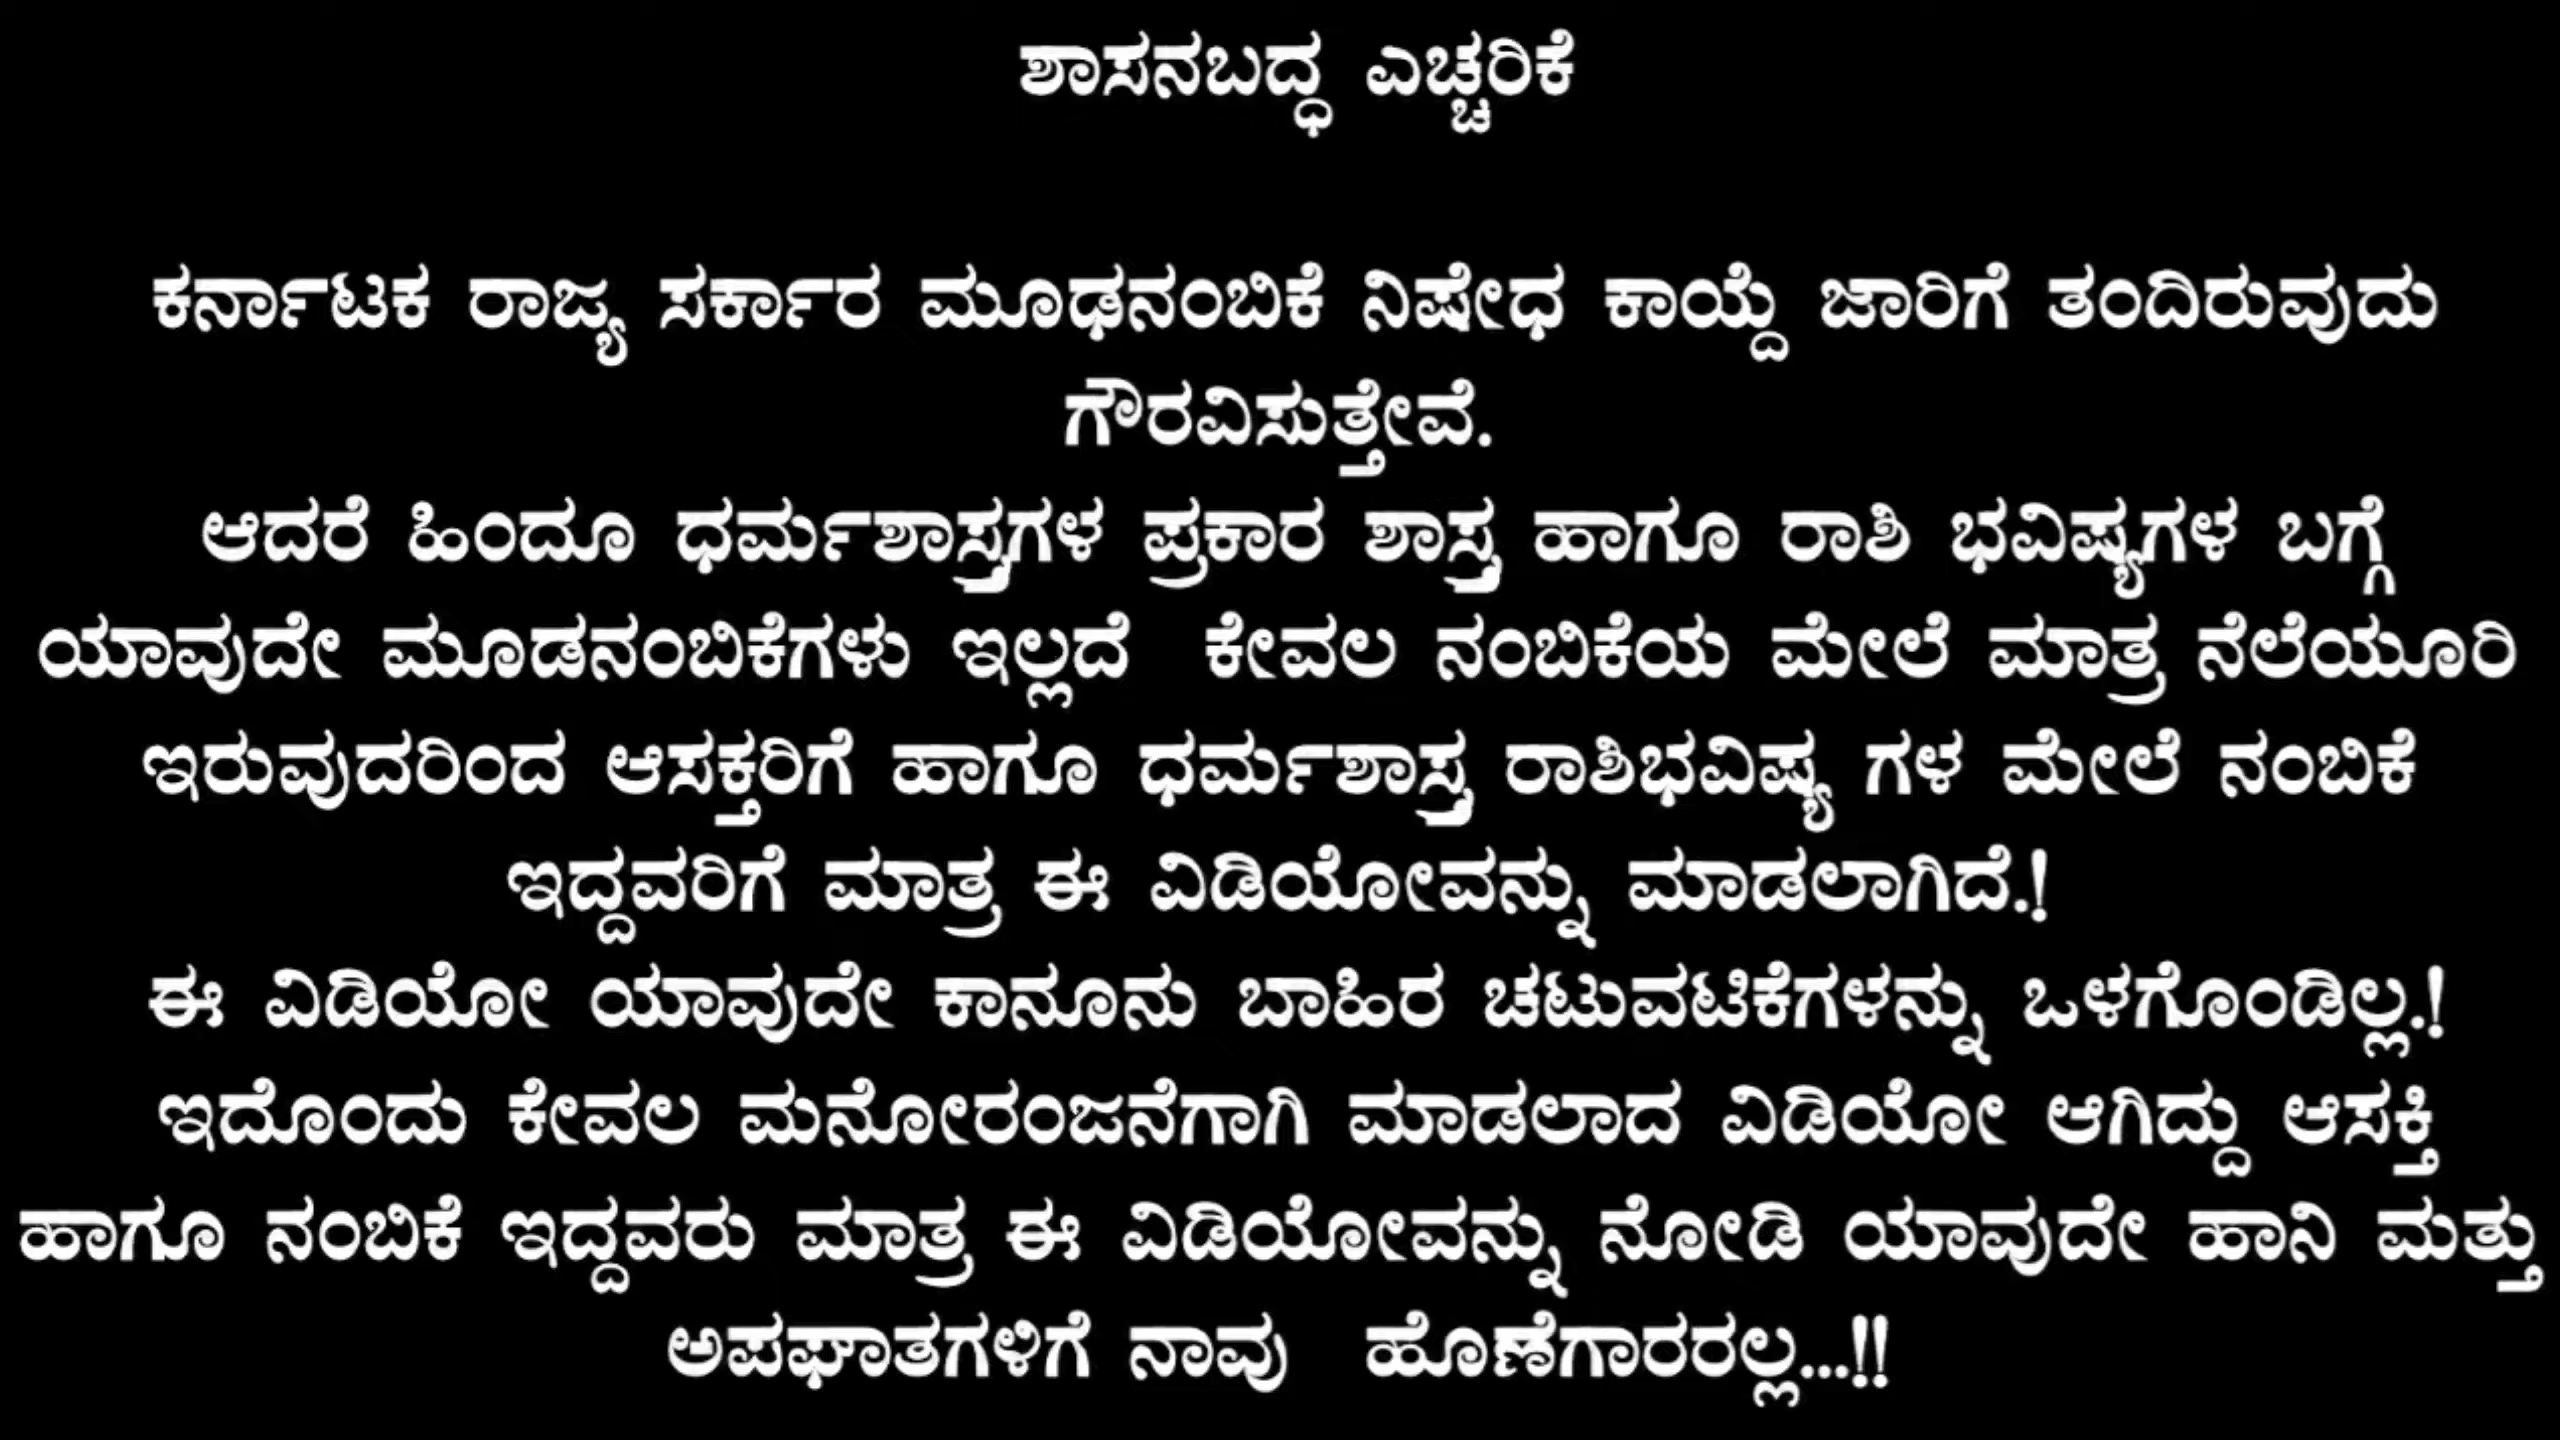 ಶಾಸನಬದ್ಧ ಎಚ್ಚರಿಕೆ
ಕರ್ನಾಟಕ ರಾಜ್ಯ ಸರ್ಕಾರ ಮೂಢನಂಬಿಕೆ ನಿಷೇಧ ಕಾಯ್ದೆ ಜಾರಿಗೆ ತಂದಿರುವುದು
ಗೌರವಿಸುತ್ತೇವೆ.
ಆದರೆ ಹಿಂದೂ ಧರ್ಮಶಾಸ್ತ್ರಗಳ ಪ್ರಕಾರ ಶಾಸ್ತ್ರ ಹಾಗೂ ರಾಶಿ ಭವಿಷ್ಯಗಳ ಬಗ್ಗೆ
ಯಾವುದೇ ಮೂಡನಂಬಿಕೆಗಳು ಇಲ್ಲದೆ ಕೇವಲ ನಂಬಿಕೆಯ ಮೇಲೆ ಮಾತ್ರ ನೆಲೆಯೂರಿ
ಇರುವುದರಿಂದ ಆಸಕ್ತರಿಗೆ ಹಾಗೂ ಧರ್ಮಶಾಸ್ತ್ರ ರಾಶಿಭವಿಷ್ಯ ಗಳ ಮೇಲೆ ನಂಬಿಕೆ
ಇದ್ದವರಿಗೆ ಮಾತ್ರ ಈ ವಿಡಿಯೋವನ್ನು ಮಾಡಲಾಗಿದೆ.!
ಈ ವಿಡಿಯೋ ಯಾವುದೇ ಕಾನೂನು ಬಾಹಿರ ಚಟುವಟಿಕೆಗಳನ್ನು ಒಳಗೊಂಡಿಲ್ಲ.!
ಇದೊಂದು ಕೇವಲ ಮನೋರಂಜನೆಗಾಗಿ ಮಾಡಲಾದ ವಿಡಿಯೋ ಆಗಿದ್ದು ಆಸಕ್ತಿ
ಹಾಗೂ ನಂಬಿಕೆ ಇದ್ದವರು ಮಾತ್ರ ಈ ವಿಡಿಯೋವನ್ನು ನೋಡಿ ಯಾವುದೇ ಹಾನಿ ಮತ್ತು
ಅಪಘಾತಗಳಿಗೆ ನಾವು ಹೊಣೆಗಾರರಲ್ಲ...!!